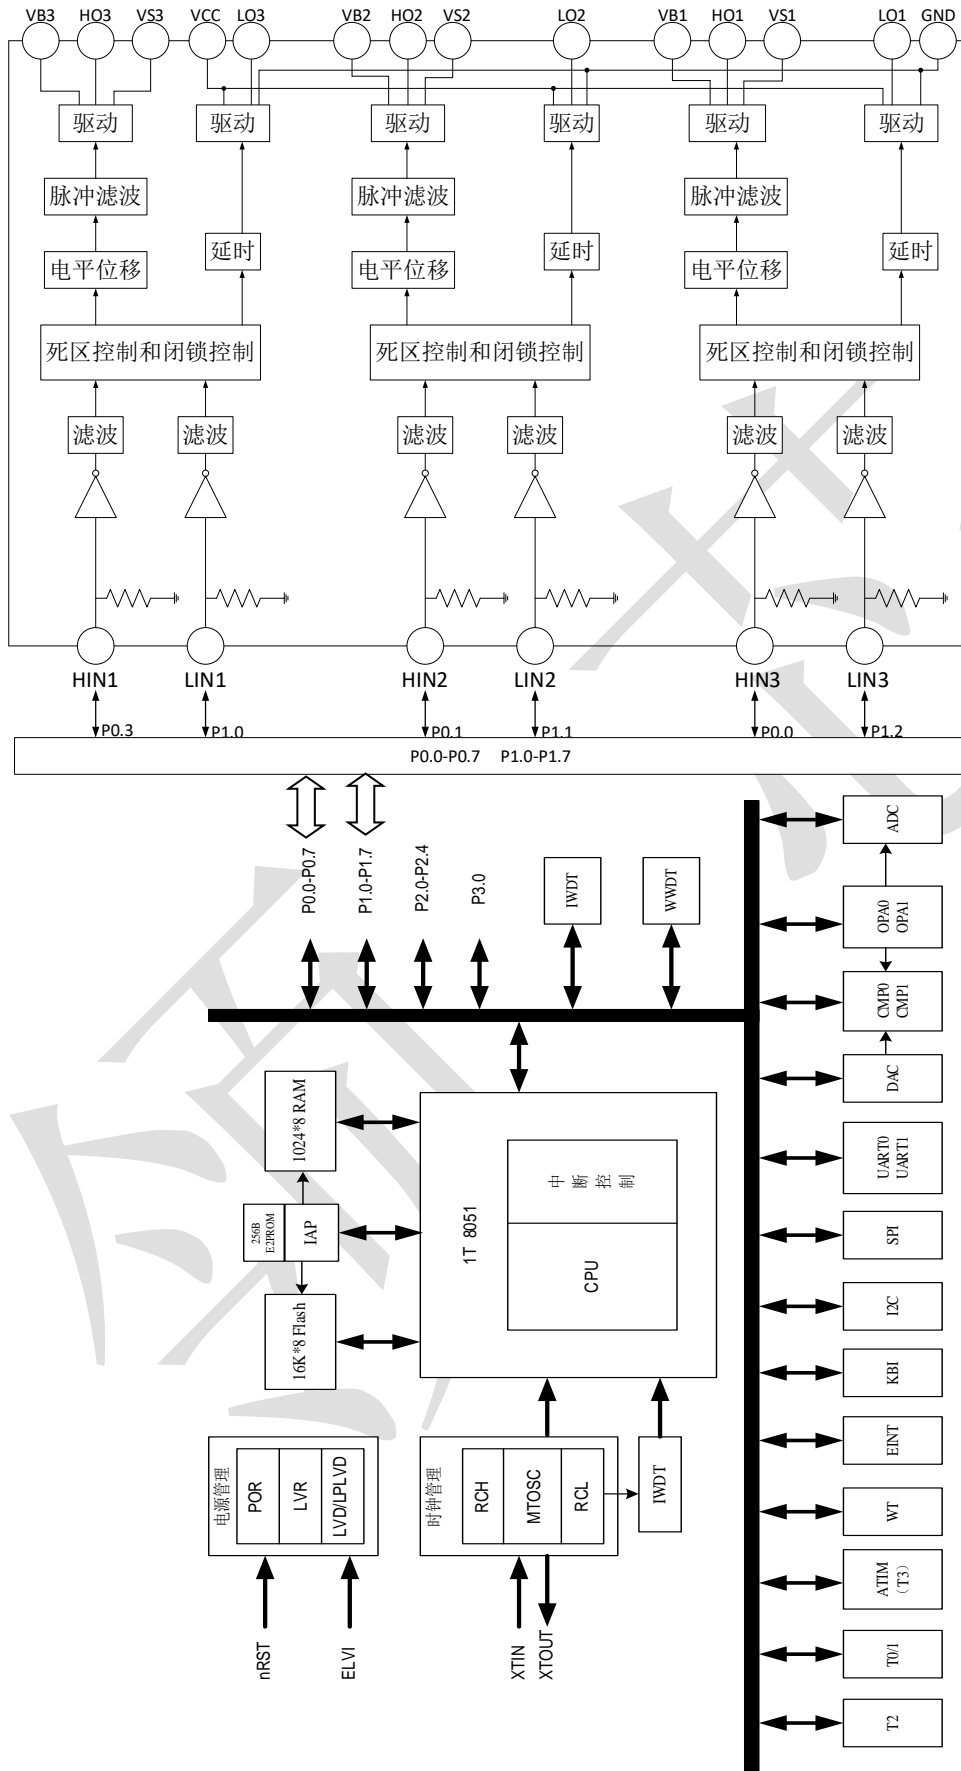 VB3 HO3 VS3 VCC LO3 VB2 HO2 VS2 LO2 VB1 HO1 VS1 LO1 GND
驱动 驱动 驱动 驱动 驱动 驱动
脉冲滤波 脉冲滤波 脉冲滤波
延时 延时 延时
电平位移 电平位移 电平位移
死区控制和闭锁控制 死区控制和闭锁控制 死区控制和闭锁控制
滤波 滤波 滤波 滤波 滤波 滤波
HIN1 LIN1 HIN2 LIN2 HIN3 LIN3
P0.3 P1.0 P0.1 P1.1 P0.0 P1.2
P0.0-P0.7 P1.0-P1.7
P0.0-P0.7
P1.0-P1.7
P2.0-P2.4
P3.0
IWDT
WWDT
ADC
OPA0
OPA1
CMP0
CMP1
DAC
UART0
UART1
SPI
I2C
KBI
EINT
WT
ATIM
(T3)
T0/1
T2
1024*8 RAM
256B
E2PROM
IAP
16K*8 Flash
1T 8051
中断控制
CPU
电源管理
POR
LVR
LVD/LPLVD
时钟管理
RCH
MTOSC
RCL
IWDT
nRST
ELVI
XTIN
XTOUT